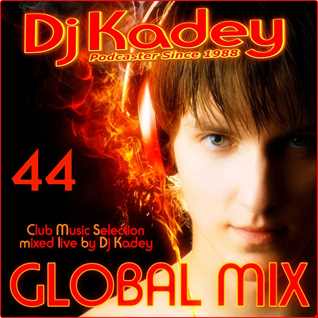 Dj Kadey
Podcaster Since 1988
44
Club Music Selection
mixed live by Dj Kadey
GLOBAL MIX